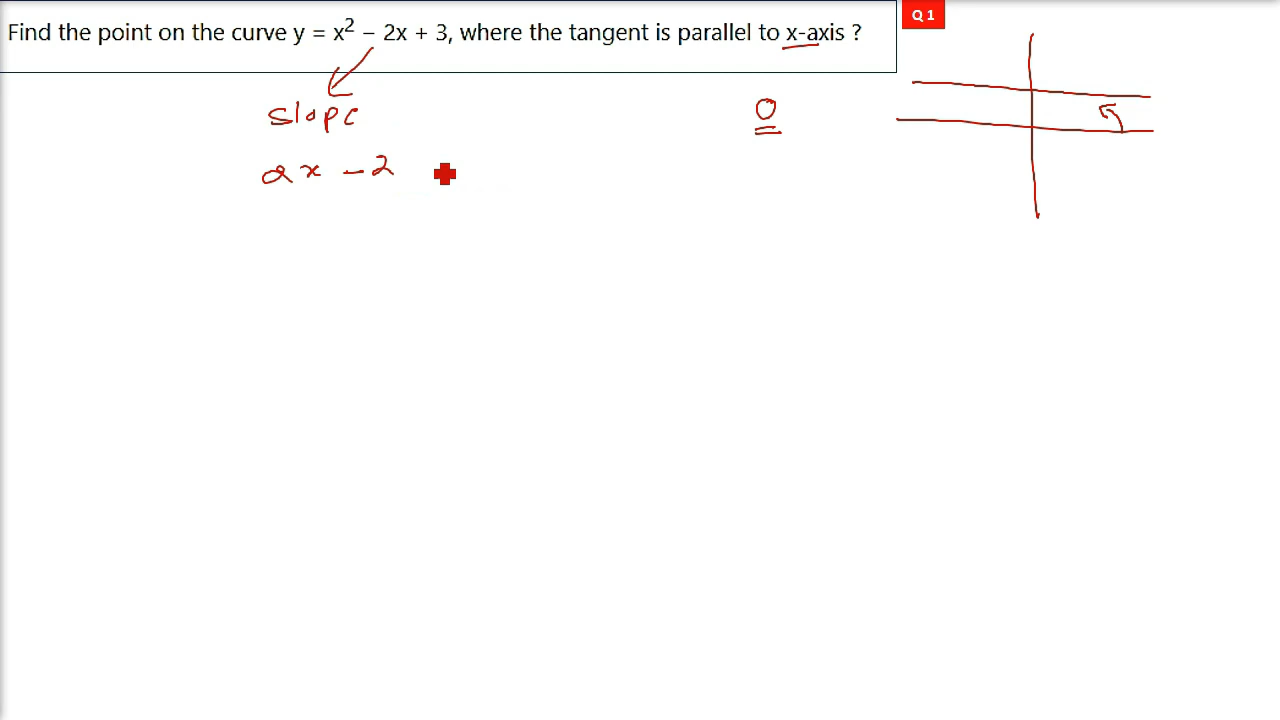 Find the point on the curve y = x² − 2x + 3, where the tangent is parallel to x-axis ?
Q 1
slope
0
2x − 2